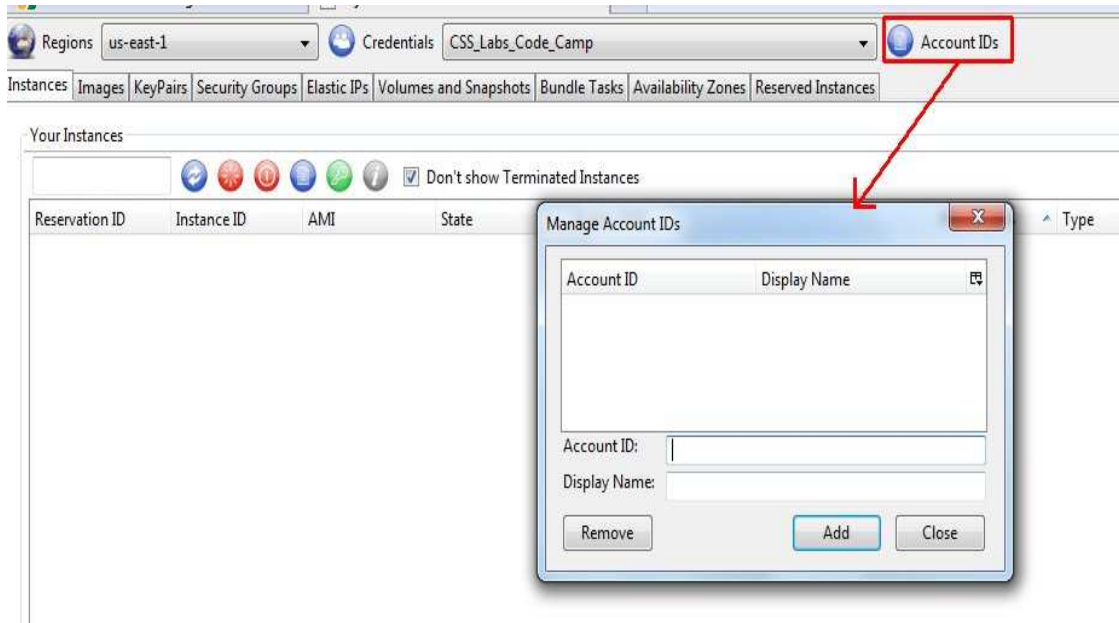 Regions us-east-1 Credentials CSS_Labs_Code_Camp Account IDs
Instances Images KeyPairs Security Groups Elastic IPs Volumes and Snapshots Bundle Tasks Availability Zones Reserved Instances
Your Instances
Don't show Terminated Instances
Reservation ID Instance ID AMI State Type
Manage Account IDs
Account ID Display Name
Account ID:
Display Name:
Remove Add Close